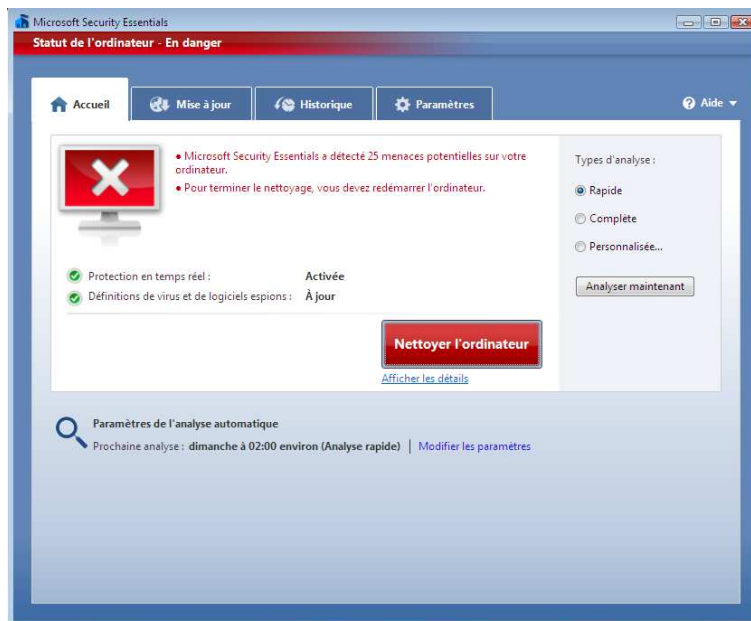 Microsoft Security Essentials
Statut de l'ordinateur - En danger
Accueil
Mise à jour
Historique
Paramètres
Aide
• Microsoft Security Essentials a détecté 25 menaces potentielles sur votre
ordinateur.
• Pour terminer le nettoyage, vous devez redémarrer l'ordinateur.
Types d'analyse :
Rapide
Complète
Personnalisée...
Analyser maintenant
Protection en temps réel : Activée
Définitions de virus et de logiciels espions : À jour
Nettoyer l'ordinateur
Afficher les détails
Paramètres de l'analyse automatique
Prochaine analyse : dimanche à 02:00 environ (Analyse rapide) | Modifier les paramètres